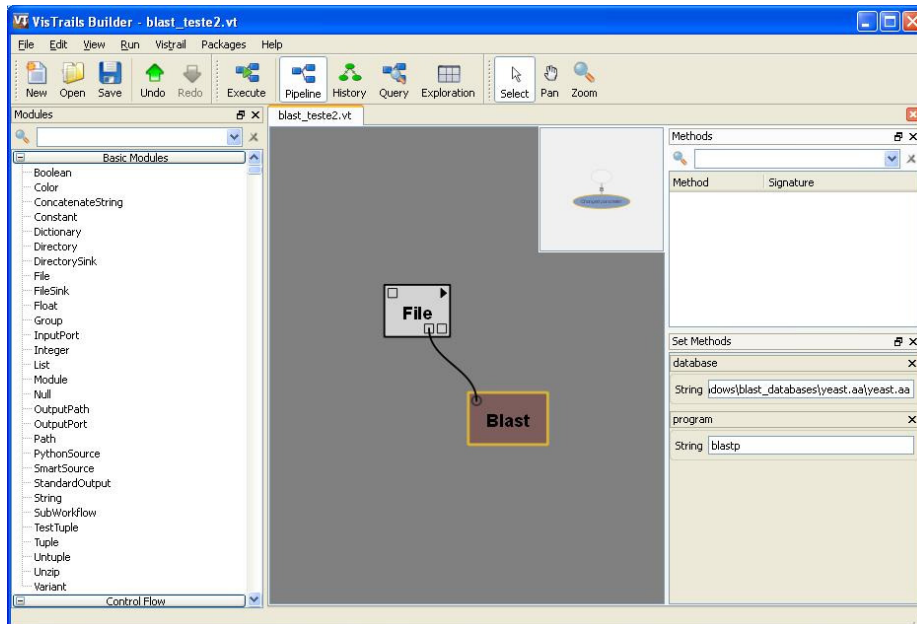 VisTrails Builder - blast_teste2.vt
File Edit View Run Vistrail Packages Help
New Open Save Undo Redo Execute Pipeline History Query Exploration Select Pan Zoom
Modules
blast_teste2.vt
Basic Modules
Boolean
Color
ConcatenateString
Constant
Dictionary
Directory
DirectorySink
File
FileSink
Float
Group
InputPort
Integer
List
Module
Null
OutputPath
OutputPort
Path
PythonSource
SmartSource
StandardOutput
String
SubWorkflow
TestTuple
Tuple
Untuple
Unzip
Variant
Control Flow
File
Blast
Methods
Method Signature
Set Methods
database
String dows\blast_databases\yeast.aa\yeast.aa
program
String blastp